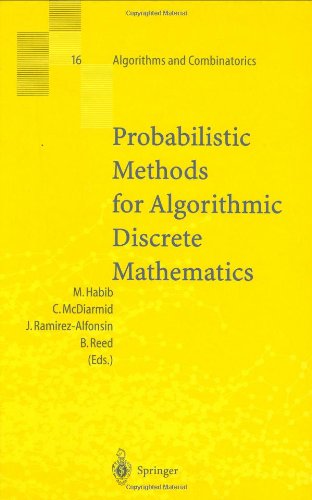 16 Algorithms and Combinatorics
Probabilistic
Methods
for Algorithmic
Discrete
Mathematics
M. Habib
C. McDiarmid
J. Ramirez-Alfonsin
B. Reed
(Eds.)
Springer